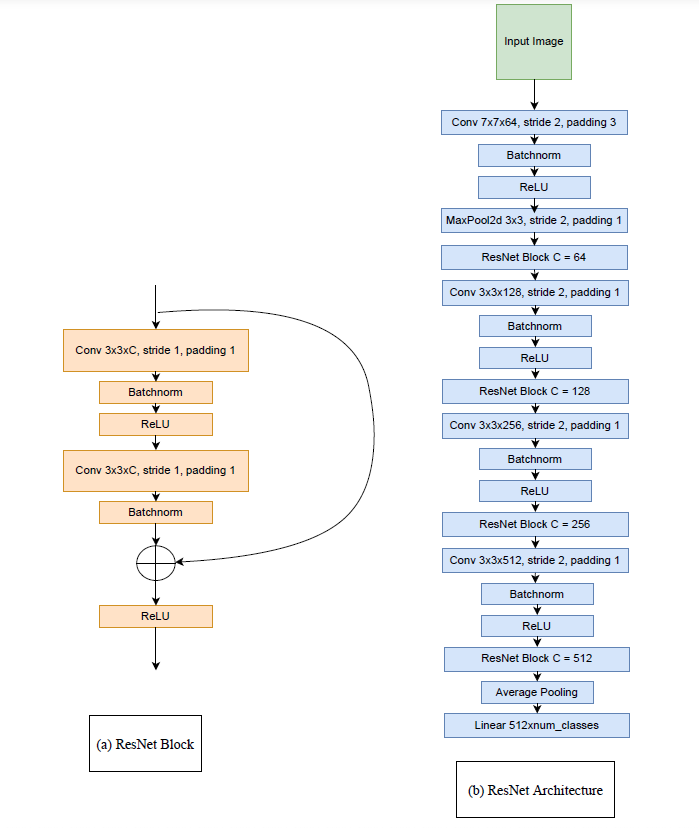 Conv 3x3xC, stride 1, padding 1
Batchnorm
ReLU
Conv 3x3xC, stride 1, padding 1
Batchnorm
ReLU
(a) ResNet Block
Input Image
Conv 7x7x64, stride 2, padding 3
Batchnorm
ReLU
MaxPool2d 3x3, stride 2, padding 1
ResNet Block C = 64
Conv 3x3x128, stride 2, padding 1
Batchnorm
ReLU
ResNet Block C = 128
Conv 3x3x256, stride 2, padding 1
Batchnorm
ReLU
ResNet Block C = 256
Conv 3x3x512, stride 2, padding 1
Batchnorm
ReLU
ResNet Block C = 512
Average Pooling
Linear 512xnum_classes
(b) ResNet Architecture